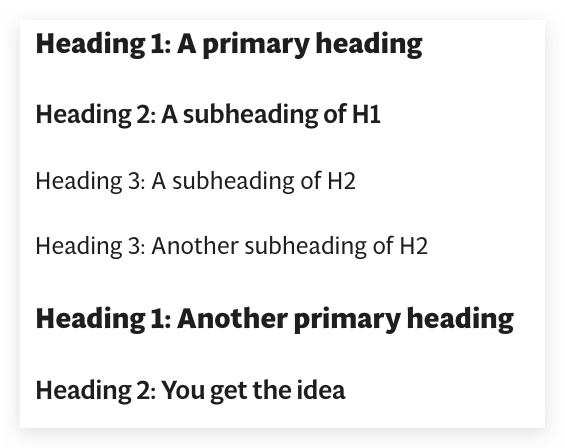 Heading 1: A primary heading
Heading 2: A subheading of H1
Heading 3: A subheading of H2
Heading 3: Another subheading of H2
Heading 1: Another primary heading
Heading 2: You get the idea